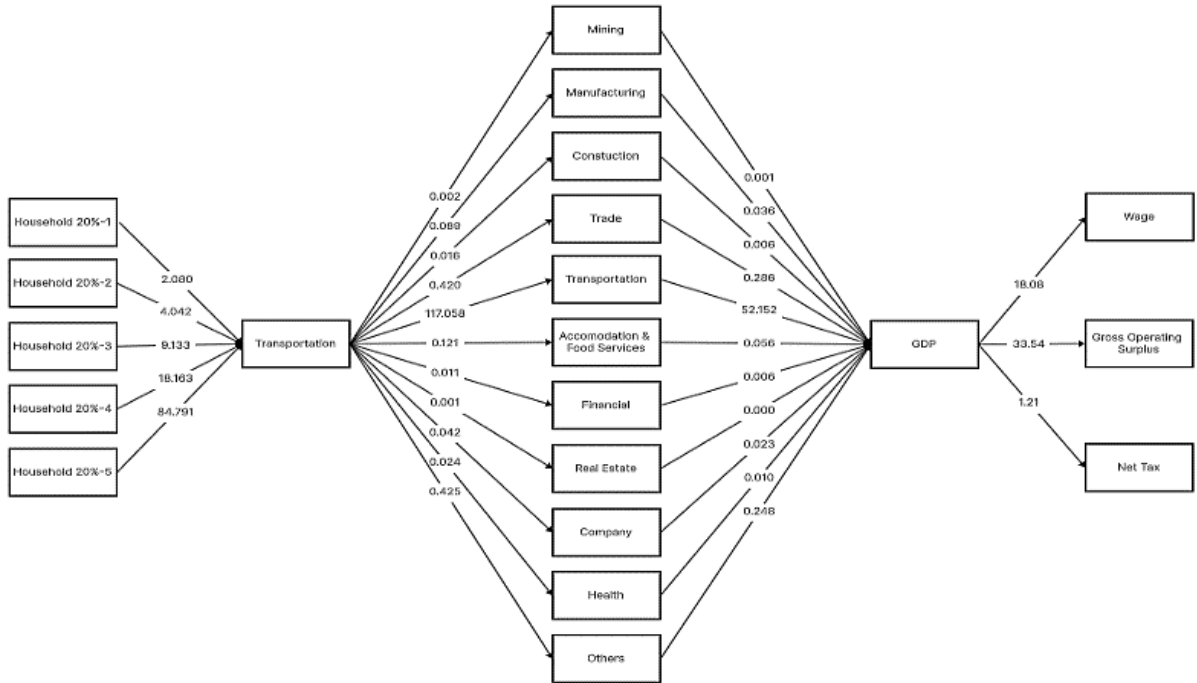 Mining
Manufacturing
Constuction
Trade
Transportation
Accomodation &
Food Services
Financial
Real Estate
Company
Health
Others
Household 20%-1
Household 20%-2
Household 20%-3
Household 20%-4
Household 20%-5
2.080
4.042
9.133
18.163
84.791
Transportation
0.002
0.089
0.016
0.420
117.058
0.121
0.011
0.001
0.042
0.024
0.425
0.001
0.036
0.006
0.286
52.152
0.056
0.006
0.000
0.023
0.010
0.248
GDP
18.08
33.54
1.21
Wage
Gross Operating
Surplus
Net Tax